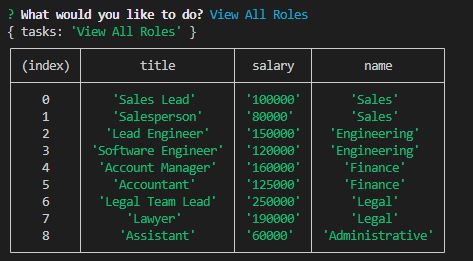 ? What would you like to do? View All Roles
{ tasks: 'View All Roles' }
(index) title salary name
0 'Sales Lead' '100000' 'Sales'
1 'Salesperson' '80000' 'Sales'
2 'Lead Engineer' '150000' 'Engineering'
3 'Software Engineer' '120000' 'Engineering'
4 'Account Manager' '160000' 'Finance'
5 'Accountant' '125000' 'Finance'
6 'Legal Team Lead' '250000' 'Legal'
7 'Lawyer' '190000' 'Legal'
8 'Assistant' '60000' 'Administrative'